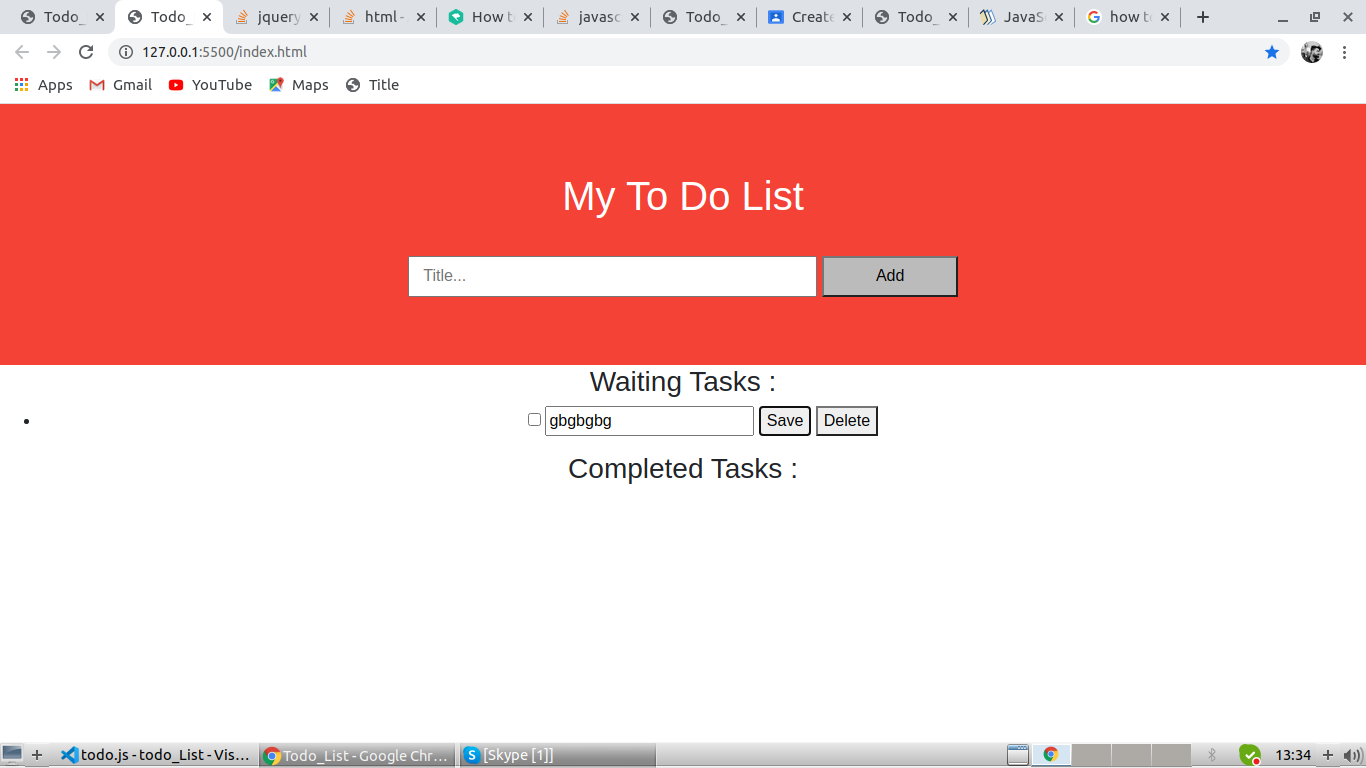 Todo_ Todo_ jquery html - How t javasc Todo_ Create Todo_ JavaS how t
127.0.0.1:5500/index.html
Apps Gmail YouTube Maps Title
My To Do List
Title... Add
Waiting Tasks :
gbgbgbg Save Delete
Completed Tasks :
todo.js - todo_List - Vis... Todo_List - Google Chr... S [Skype [1]] 13:34